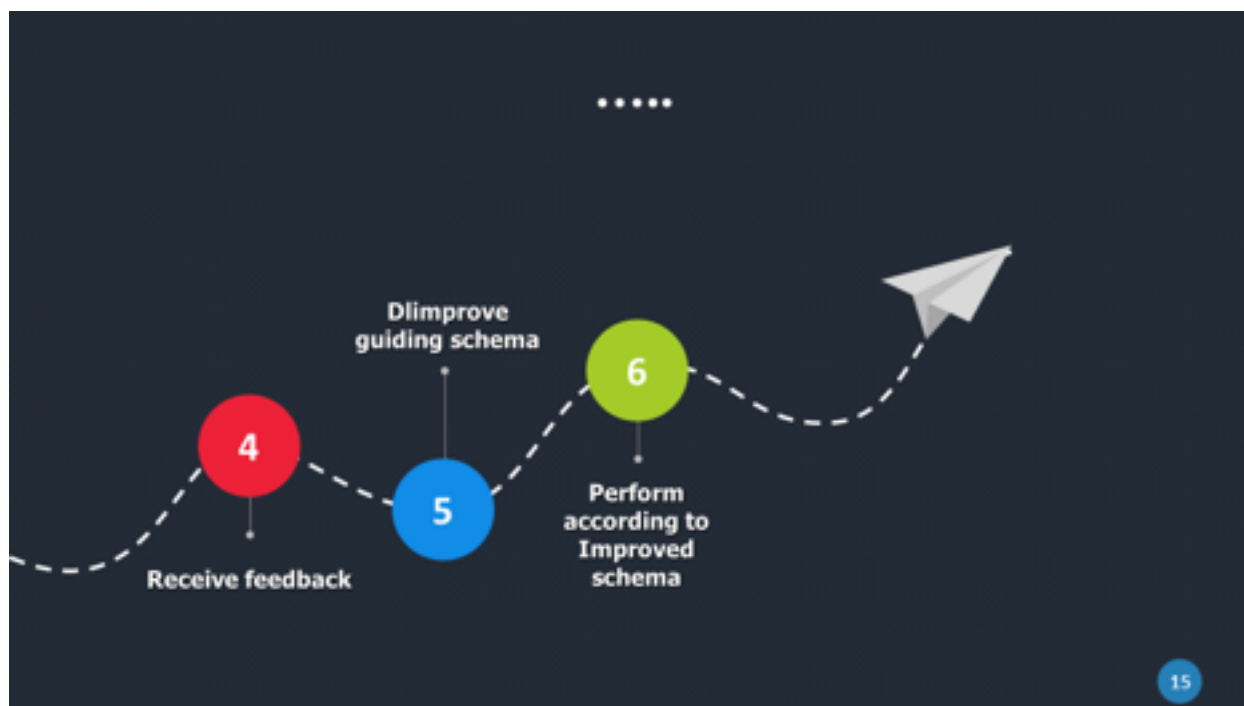 •••••
4
Receive feedback
Dlimprove
guiding schema
5
6
Perform
according to
Improved
schema
15